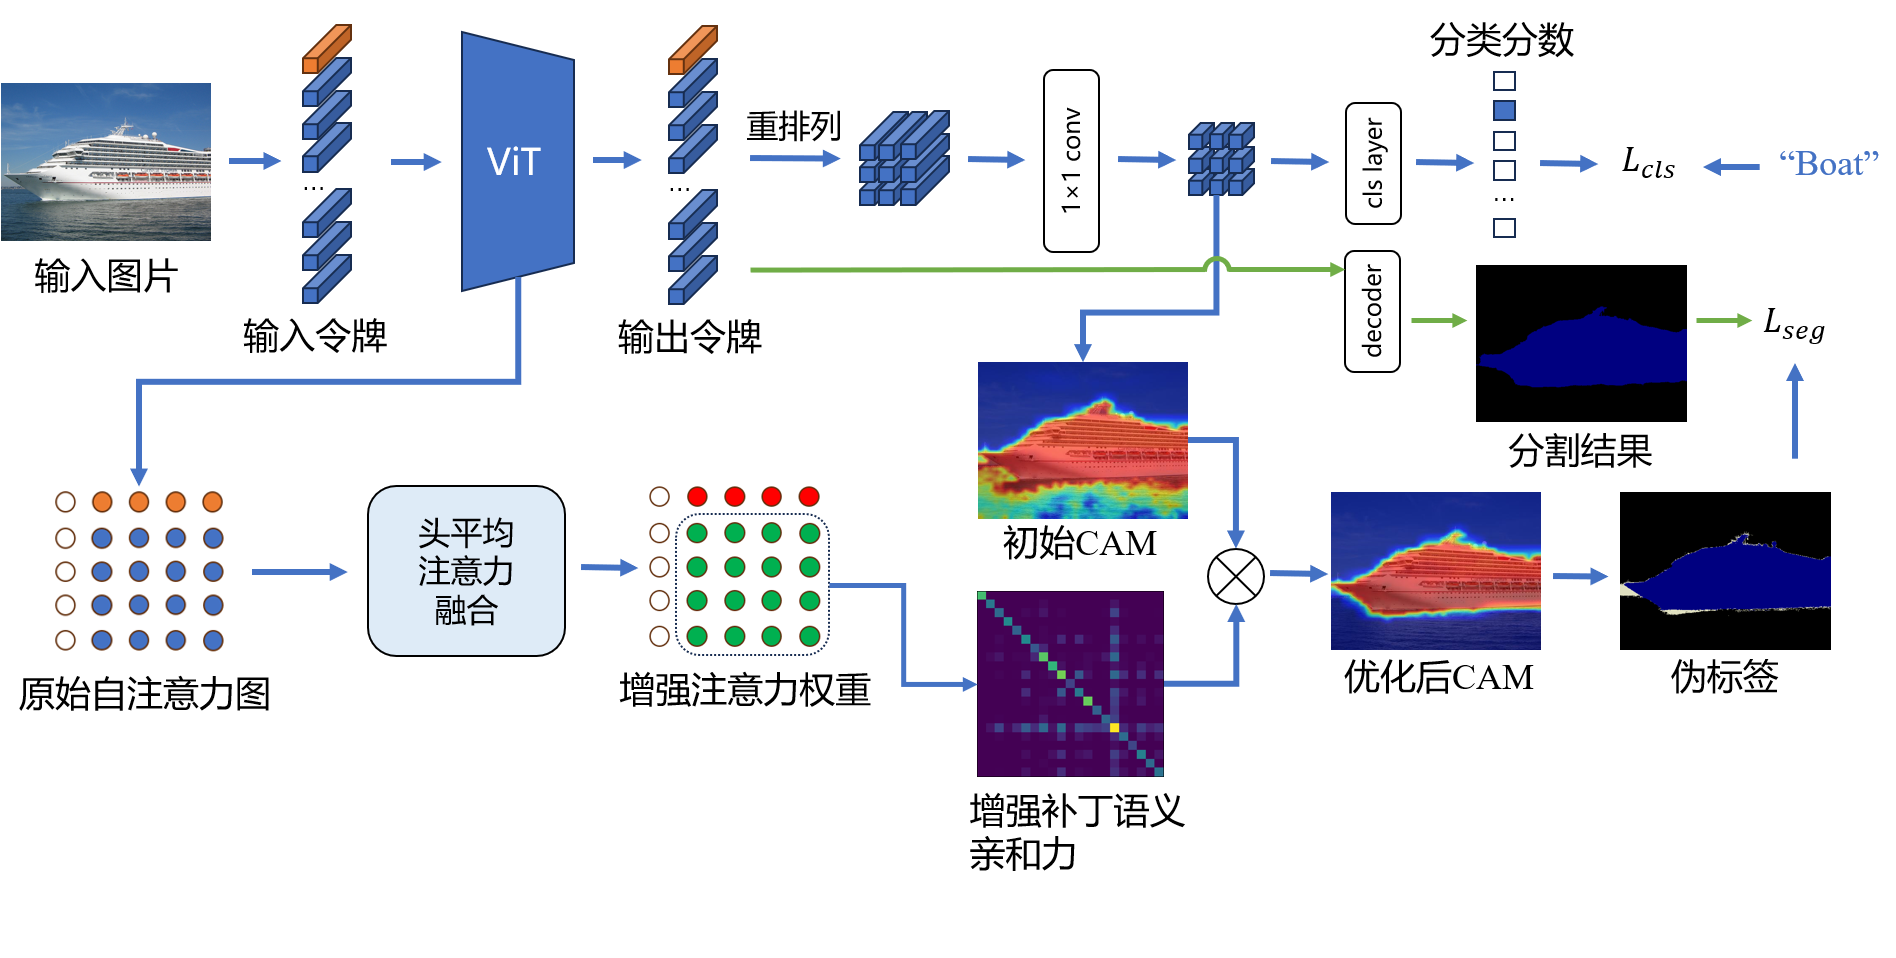 分类分数
重排列
ViT
1×1 conv
cls layer
…
…
…
L_cls
“Boat”
输入图片
输入令牌
输出令牌
decoder
L_seg
分割结果
头平均
注意力
融合
初始CAM
原始自注意力图
增强注意力权重
优化后CAM
伪标签
增强补丁语义
亲和力